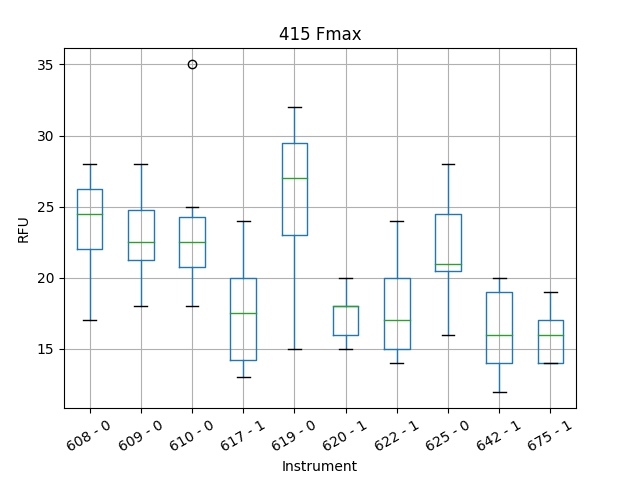 415 Fmax
35
30
25
20
15
RFU
608 - 0
609 - 0
610 - 0
617 - 1
619 - 0
620 - 1
622 - 1
625 - 0
642 - 1
675 - 1
Instrument